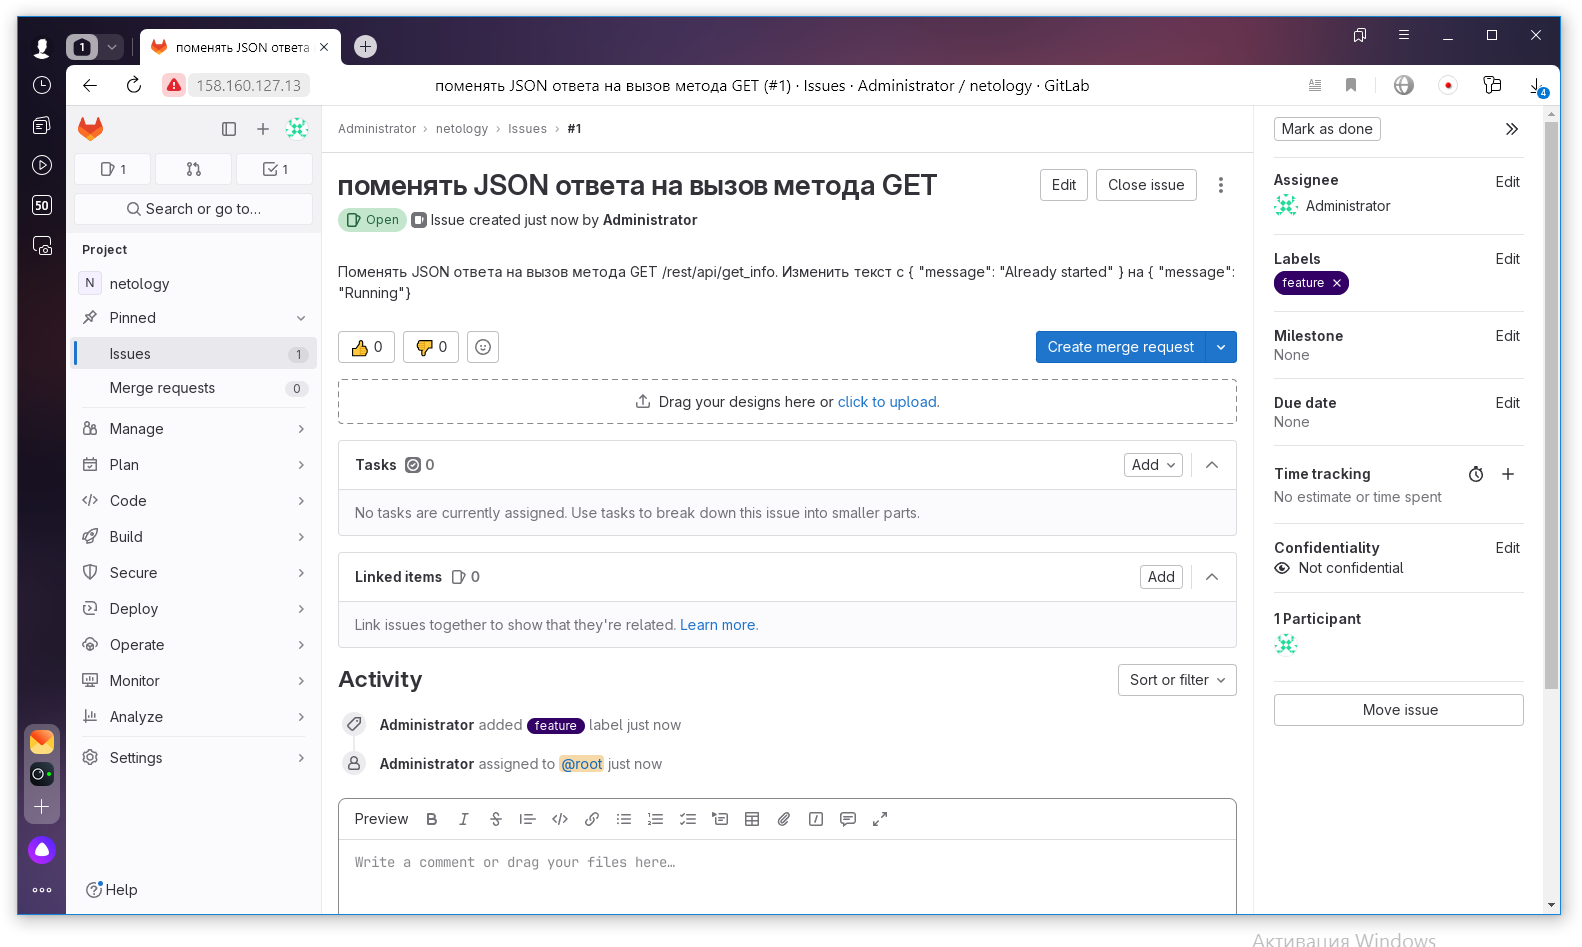 1
поменять JSON ответа
158.160.127.13
поменять JSON ответа на вызов метода GET (#1) · Issues · Administrator / netology · GitLab
4
50
1
1
Search or go to…
Project
N netology
Pinned
Issues 1
Merge requests 0
Manage
Plan
Code
Build
Secure
Deploy
Operate
Monitor
Analyze
Settings
Help
Administrator › netology › Issues › #1
поменять JSON ответа на вызов метода GET
Edit
Close issue
Open Issue created just now by Administrator
Поменять JSON ответа на вызов метода GET /rest/api/get_info. Изменить текст с { "message": "Already started" } на { "message":
"Running"}
0
0
Create merge request
Drag your designs here or click to upload.
Tasks 0
Add
No tasks are currently assigned. Use tasks to break down this issue into smaller parts.
Linked items 0
Add
Link issues together to show that they're related. Learn more.
Activity
Sort or filter
Administrator added feature label just now
Administrator assigned to @root just now
Preview
Write a comment or drag your files here…
Mark as done
Assignee Edit
Administrator
Labels Edit
feature
Milestone Edit
None
Due date Edit
None
Time tracking
No estimate or time spent
Confidentiality Edit
Not confidential
1 Participant
Move issue
Активация Windows